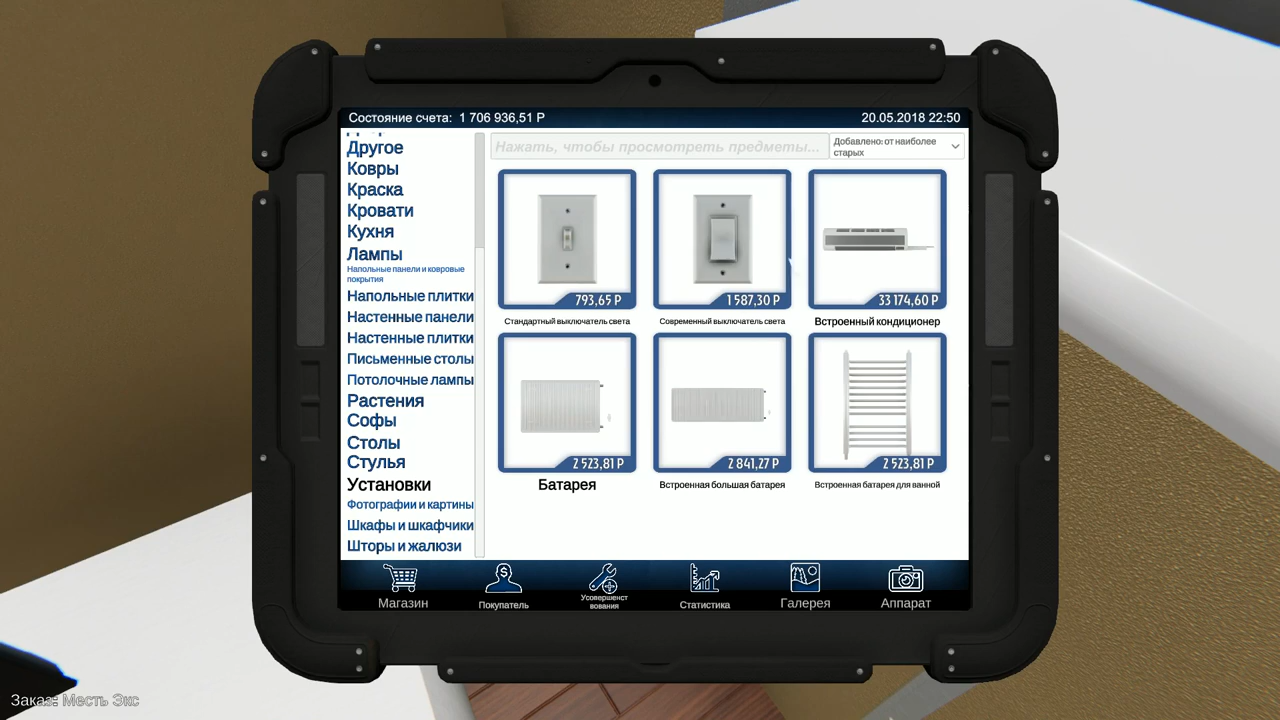 Состояние счета: 1 706 936,51 Р
20.05.2018 22:50
Другое
Ковры
Краска
Кровати
Кухня
Лампы
Напольные панели и ковровые
покрытия
Напольные плитки
Настенные панели
Настенные плитки
Письменные столы
Потолочные лампы
Растения
Софы
Столы
Стулья
Установки
Фотографии и картины
Шкафы и шкафчики
Шторы и жалюзи
Нажать, чтобы просмотреть предметы...
Добавлено: от наиболее
старых
793,65 Р
1 587,30 Р
33 174,60 Р
Стандартный выключатель света
Современный выключатель света
Встроенный кондиционер
2 523,81 Р
2 841,27 Р
2 523,81 Р
Батарея
Встроенная большая батарея
Встроенная батарея для ванной
Магазин
Покупатель
Усовершенст
вования
Статистика
Галерея
Аппарат
Заказ: Месть Экс